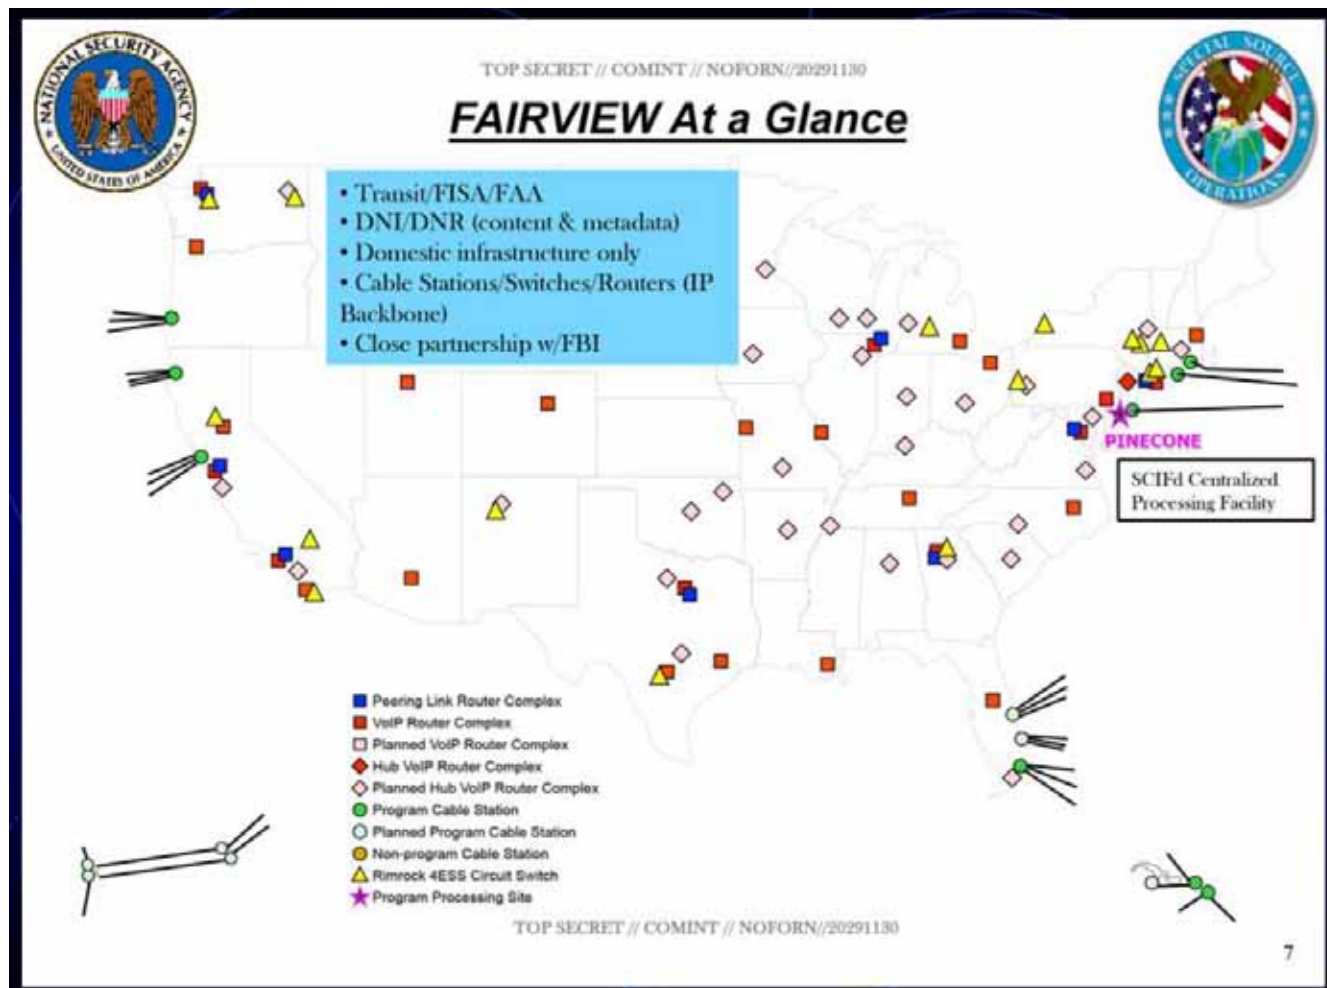 NATIONAL SECURITY AGENCY
UNITED STATES OF AMERICA
TOP SECRET // COMINT // NOFORN//20291130
SPECIAL SOURCE
OPERATIONS
FAIRVIEW At a Glance
• Transit/FISA/FAA
• DNI/DNR (content & metadata)
• Domestic infrastructure only
• Cable Stations/Switches/Routers (IP
Backbone)
• Close partnership w/FBI
PINECONE
SCIFd Centralized
Processing Facility
Peering Link Router Complex
VoIP Router Complex
Planned VoIP Router Complex
Hub VoIP Router Complex
Planned Hub VoIP Router Complex
Program Cable Station
Planned Program Cable Station
Non-program Cable Station
Rimrock 4ESS Circuit Switch
Program Processing Site
TOP SECRET // COMINT // NOFORN//20291130
7